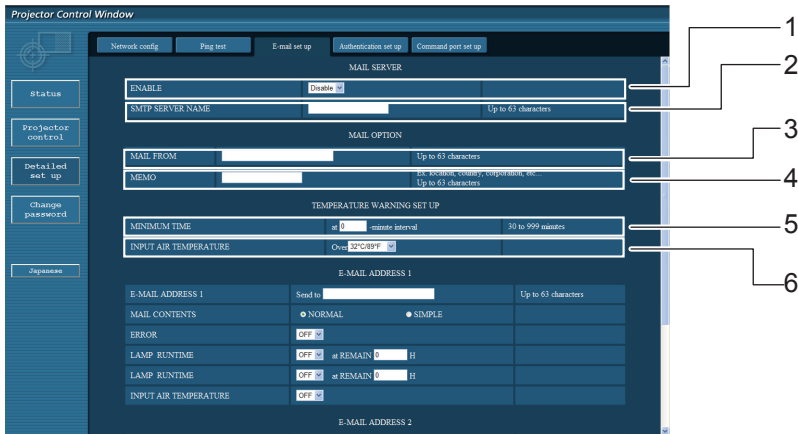 Projector Control Window
Network config Ping test E-mail set up Authentication set up Command port set up
MAIL SERVER
1
ENABLE Disable
2
SMTP SERVER NAME Up to 63 characters
MAIL OPTION
3
MAIL FROM Up to 63 characters
4
MEMO Ex. location, country, corporation, etc...
Up to 63 characters
TEMPERATURE WARNING SET UP
5
MINIMUM TIME at 0 -minute interval 30 to 999 minutes
6
INPUT AIR TEMPERATURE Over 32°C/89°F
E-MAIL ADDRESS 1
E-MAIL ADDRESS 1 Send to Up to 63 characters
MAIL CONTENTS NORMAL SIMPLE
ERROR OFF
LAMP RUNTIME OFF at REMAIN 0 H
LAMP RUNTIME OFF at REMAIN 0 H
INPUT AIR TEMPERATURE OFF
E-MAIL ADDRESS 2
Status
Projector
control
Detailed
set up
Change
password
Japanese